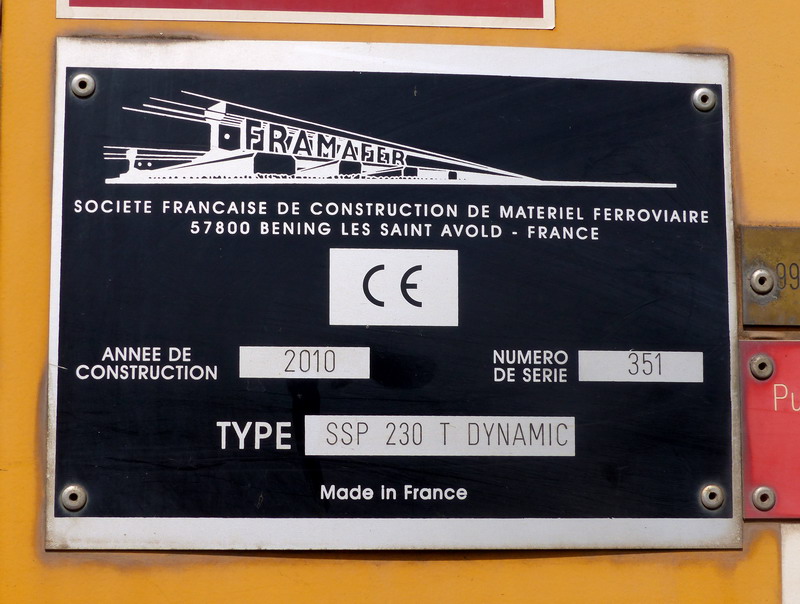 FRAMAFER
SOCIETE FRANCAISE DE CONSTRUCTION DE MATERIEL FERROVIAIRE
57800 BENING LES SAINT AVOLD - FRANCE
CE
ANNEE DE CONSTRUCTION
2010
NUMERO DE SERIE
351
TYPE SSP 230 T DYNAMIC
Made in France
99